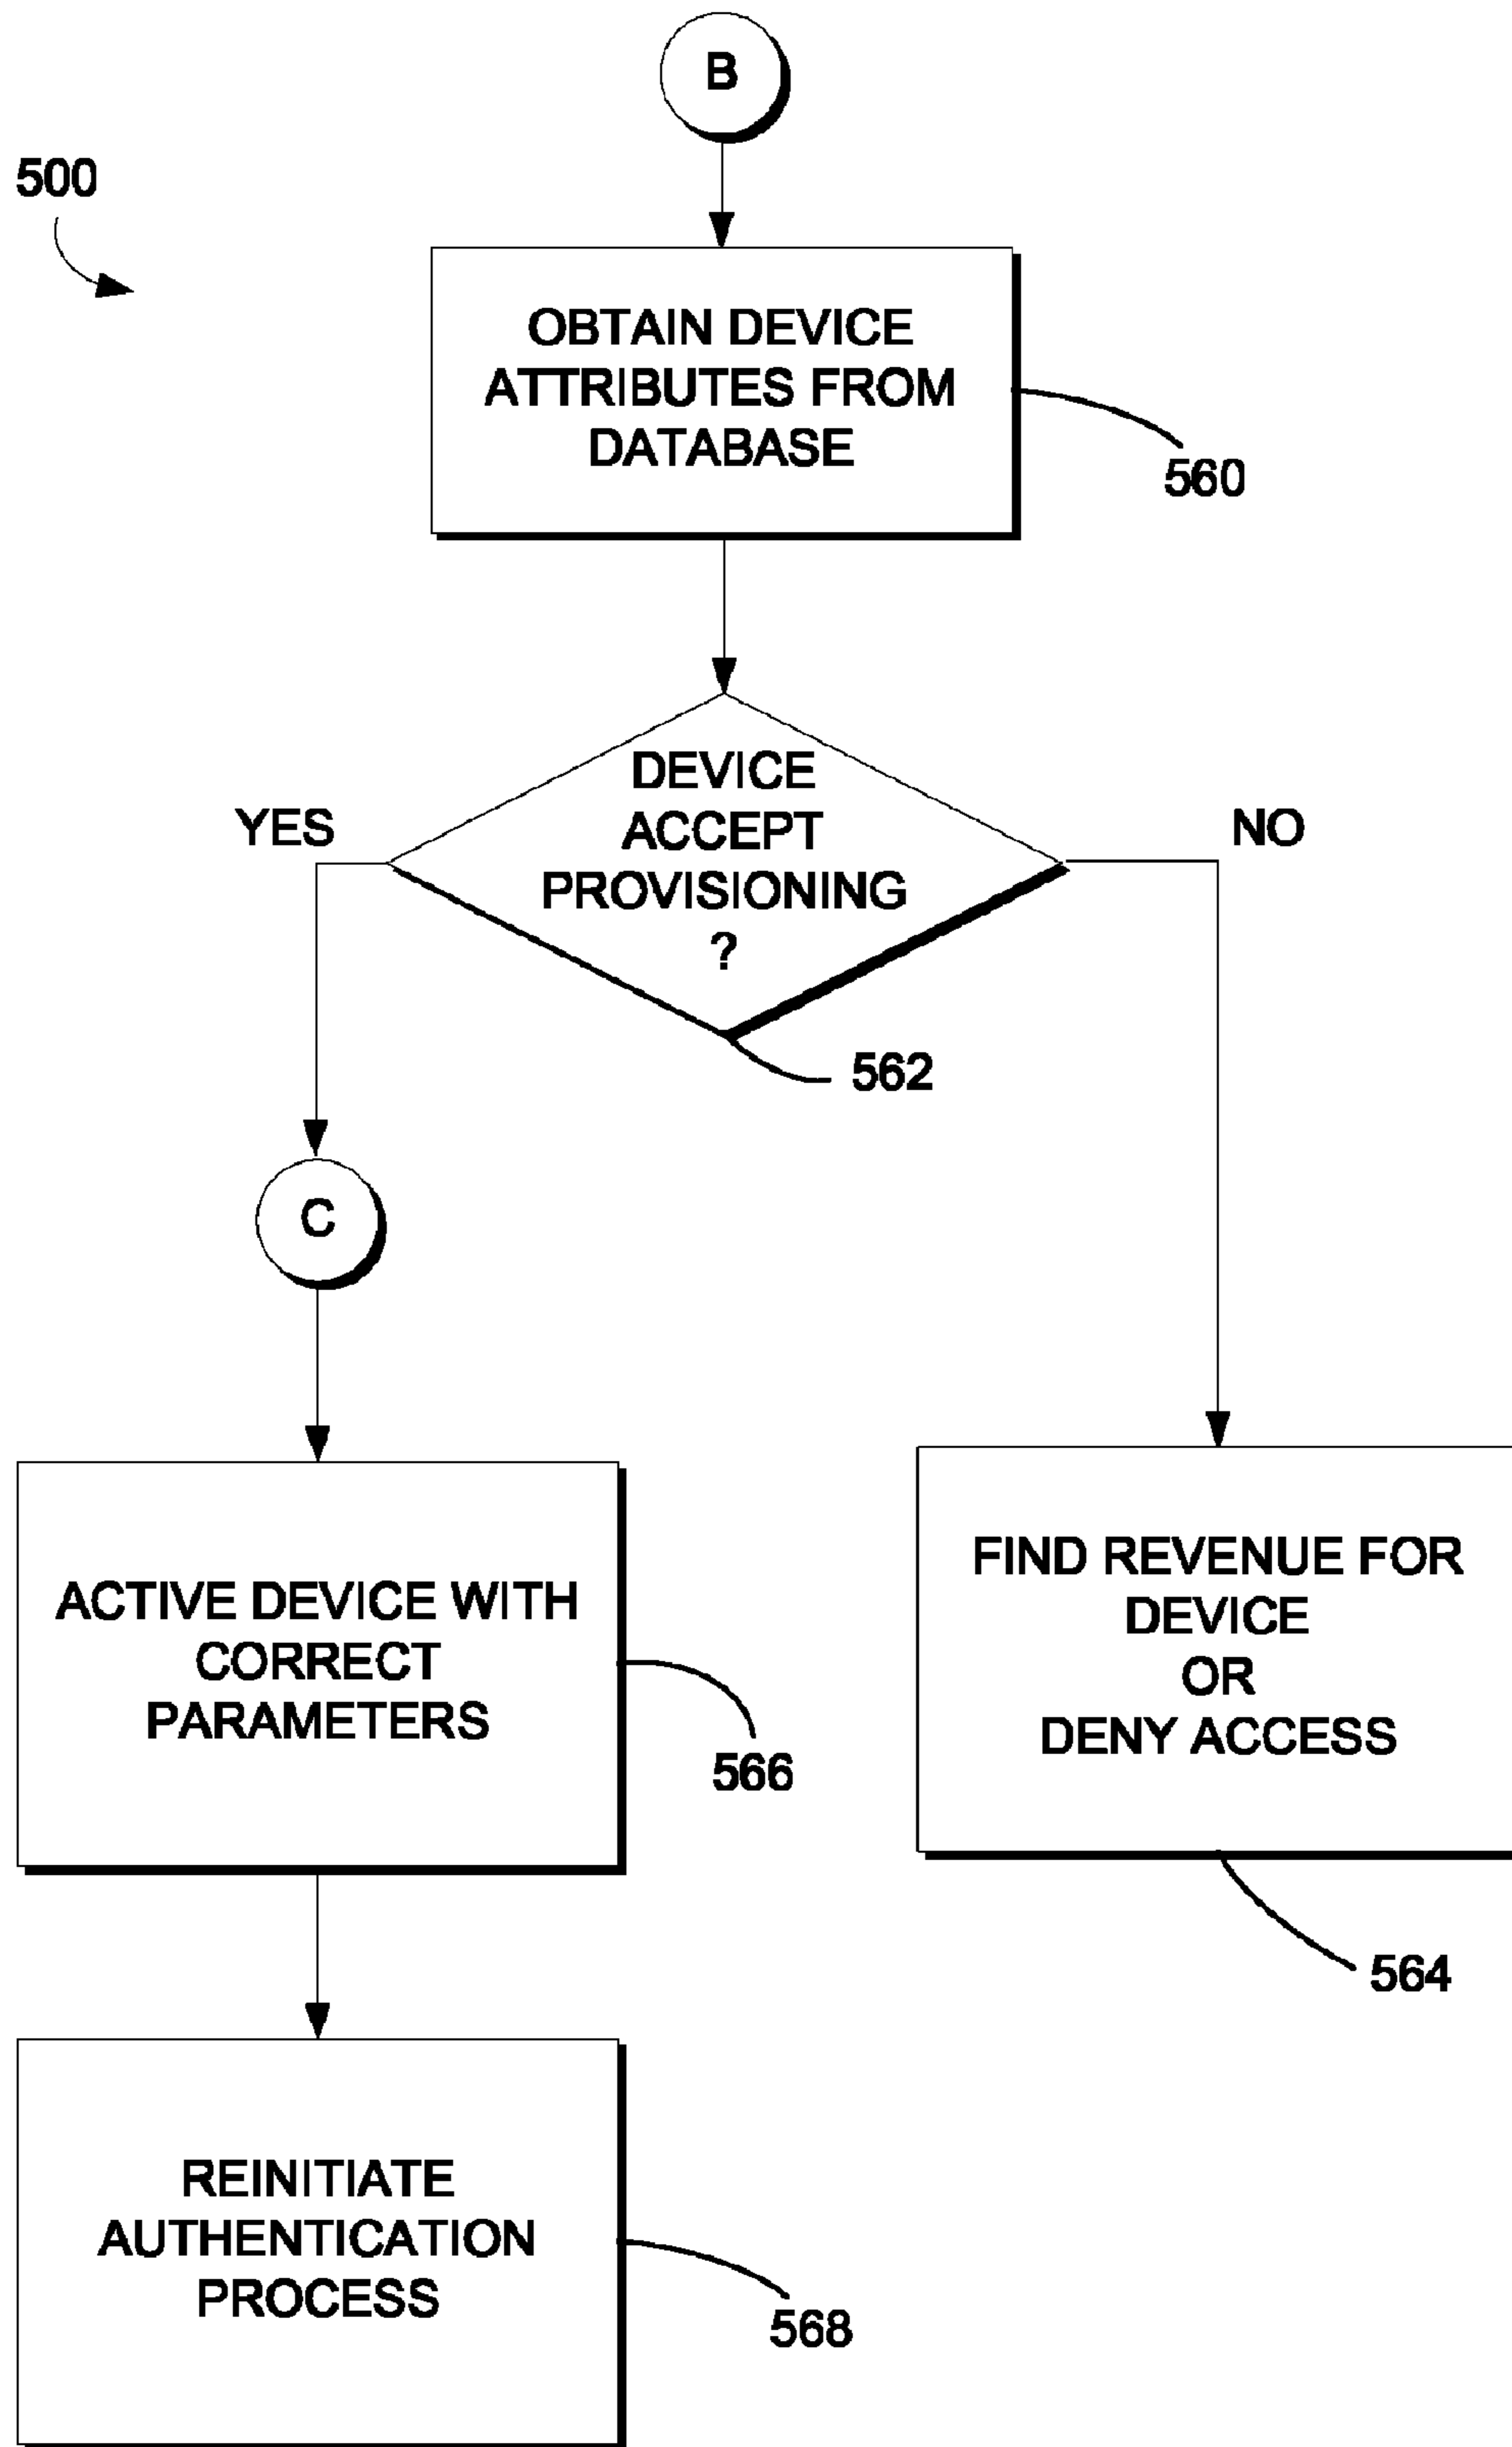 B
500
OBTAIN DEVICE
ATTRIBUTES FROM
DATABASE
560
DEVICE
ACCEPT
PROVISIONING
?
YES
NO
562
C
ACTIVE DEVICE WITH
CORRECT
PARAMETERS
566
FIND REVENUE FOR
DEVICE
OR
DENY ACCESS
564
REINITIATE
AUTHENTICATION
PROCESS
568